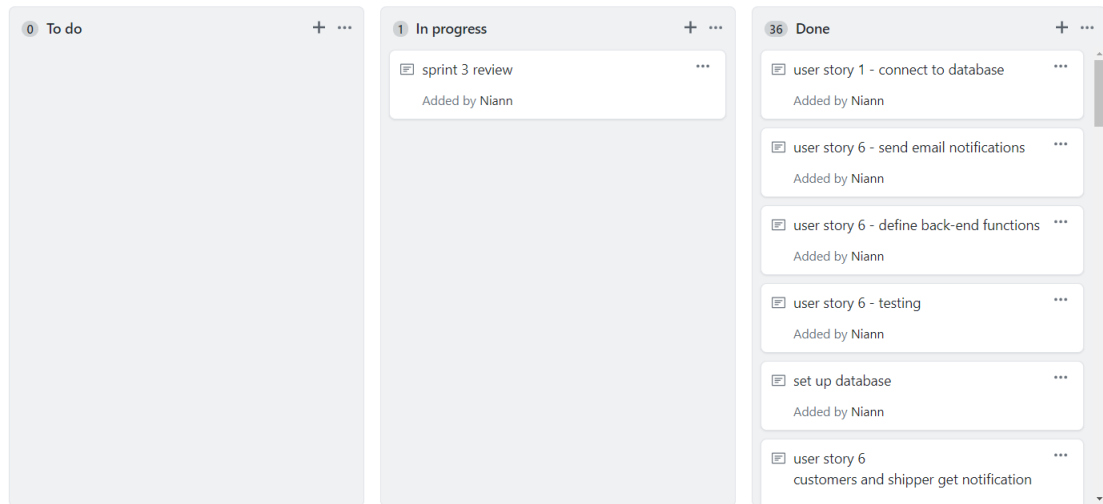 0 To do
1 In progress
sprint 3 review
Added by Niann
36 Done
user story 1 - connect to database
Added by Niann
user story 6 - send email notifications
Added by Niann
user story 6 - define back-end functions
Added by Niann
user story 6 - testing
Added by Niann
set up database
Added by Niann
user story 6
customers and shipper get notification